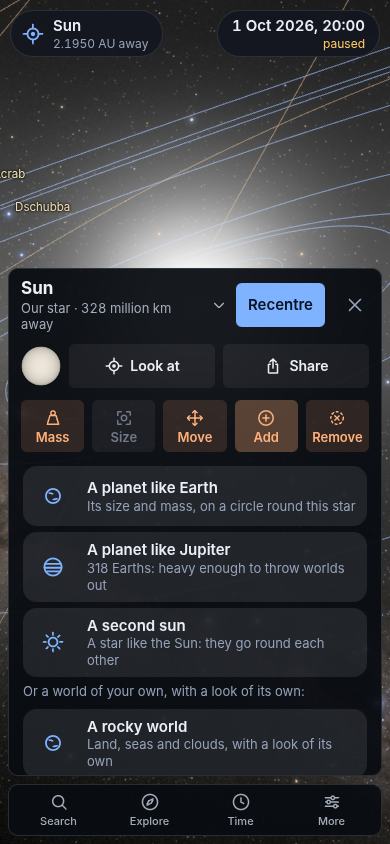 Sun
2.1950 AU away
1 Oct 2026, 20:00
paused
crab
Dschubba
Sun
Our star · 328 million km
away
Recentre
Look at
Share
Mass
Size
Move
Add
Remove
A planet like Earth
Its size and mass, on a circle round this star
A planet like Jupiter
318 Earths: heavy enough to throw worlds
out
A second sun
A star like the Sun: they go round each
other
Or a world of your own, with a look of its own:
A rocky world
Land, seas and clouds, with a look of its
own
Search
Explore
Time
More